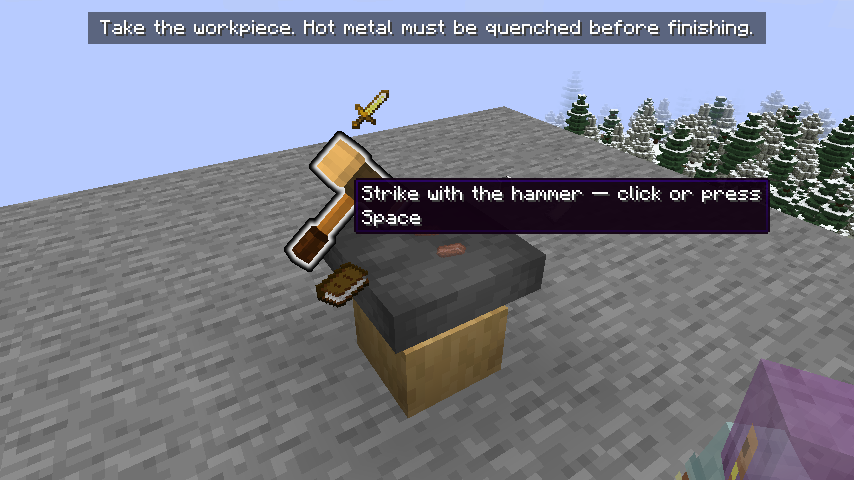 Take the workpiece. Hot metal must be quenched before finishing.
Strike with the hammer — click or press
Space